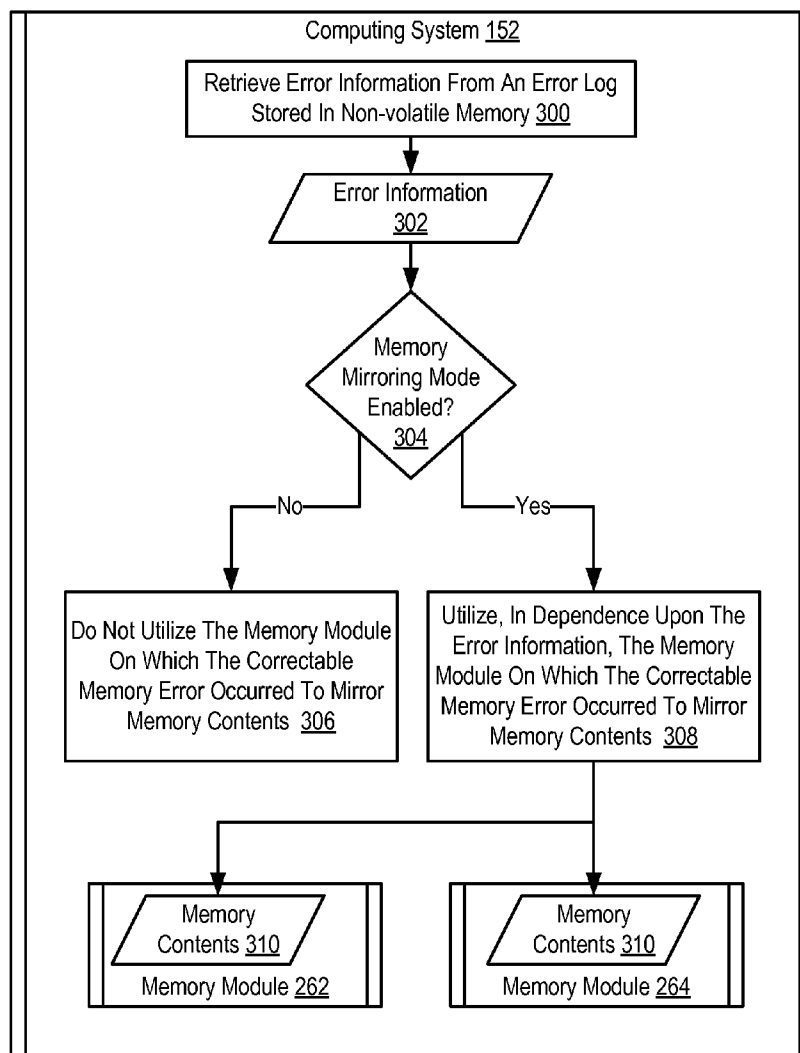 Computing System 152
Retrieve Error Information From An Error Log
Stored In Non-volatile Memory 300
Error Information
302
Memory
Mirroring Mode
Enabled?
304
No
Yes
Do Not Utilize The Memory Module
On Which The Correctable
Memory Error Occurred To Mirror
Memory Contents 306
Utilize, In Dependence Upon The
Error Information, The Memory
Module On Which The Correctable
Memory Error Occurred To Mirror
Memory Contents 308
Memory
Contents 310
Memory Module 262
Memory
Contents 310
Memory Module 264